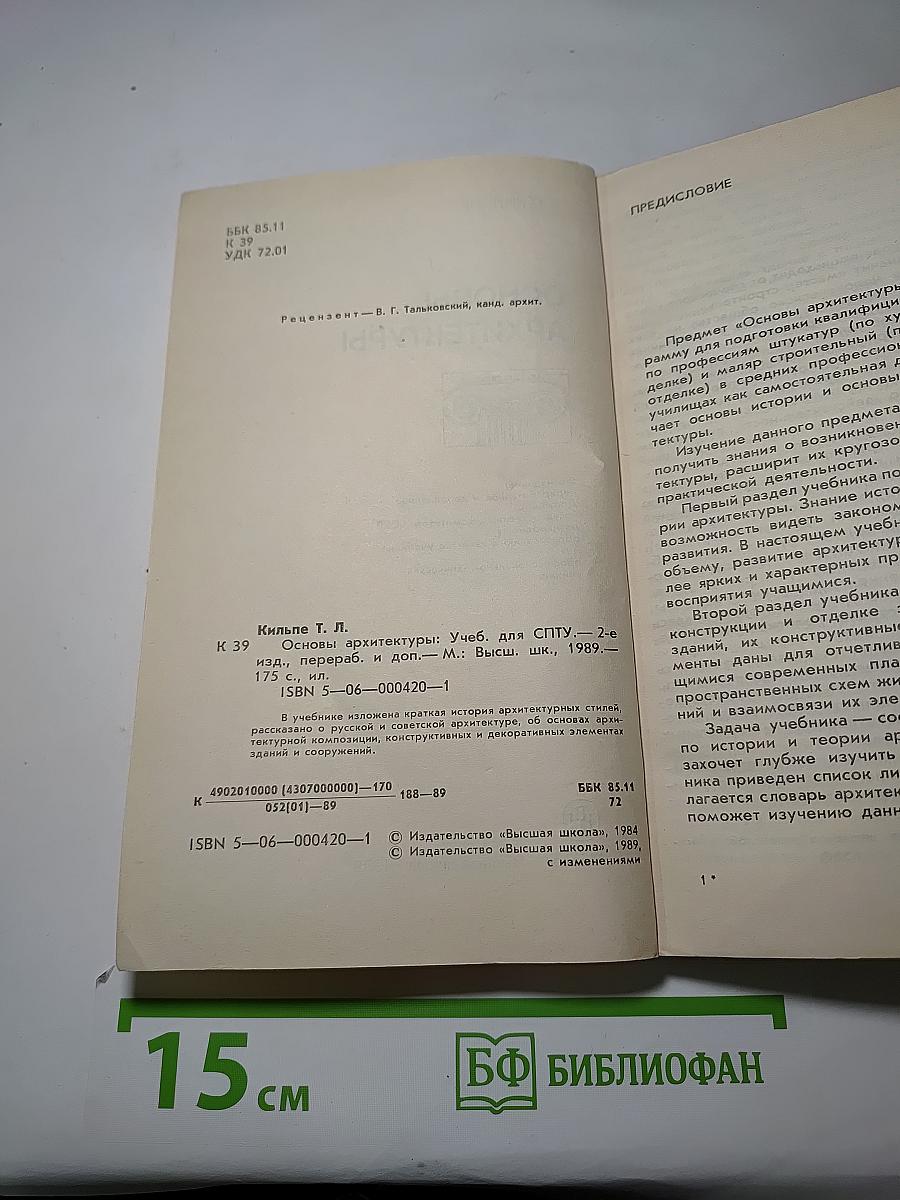 ББК 85.11
К 39
УДК 72.01
Рецензент — В. Г. Тальковский, канд. архит.
Кильпе Т. Л.
К 39 Основы архитектуры: Учеб. для СПТУ.— 2-е
изд., перераб. и доп.— М.: Высш. шк., 1989.—
175 с., ил.
ISBN 5—06—000420—1
В учебнике изложена краткая история архитектурных стилей,
рассказано о русской и советской архитектуре, об основах архи-
тектурной композиции, конструктивных и декоративных элементах
зданий и сооружений.
К 4902010000 (4307000000)—170
052(01)—89
188—89
ББК 85.11
72
ISBN 5—06—000420—1
© Издательство «Высшая школа», 1984
© Издательство «Высшая школа», 1989,
с изменениями
ПРЕДИСЛОВИЕ
Предмет «Основы архитектуры
рамму для подготовки квалифици
по профессиям штукатур (по ху
делке) и маляр строительный (п
отделке) в средних профессион
училищах как самостоятельная д
чает основы истории и основы
тектуры.
Изучение данного предмета
получить знания о возникновен
тектуры, расширит их кругозо
практической деятельности.
Первый раздел учебника по
рии архитектуры. Знание исто
возможность видеть законом
развития. В настоящем учебн
объему, развитие архитектур
лее ярких и характерных пр
восприятия учащимися.
Второй раздел учебника
конструкции и отделке з
зданий, их конструктивные
менты даны для отчетлив
щимися современных пла
пространственных схем жи
ний и взаимосвязи их эле
Задача учебника — соо
по истории и теории ар
захочет глубже изучить
ника приведен список ли
лагается словарь архитек
поможет изучению данн
1 *
15 см
БФ БИБЛИОФАН